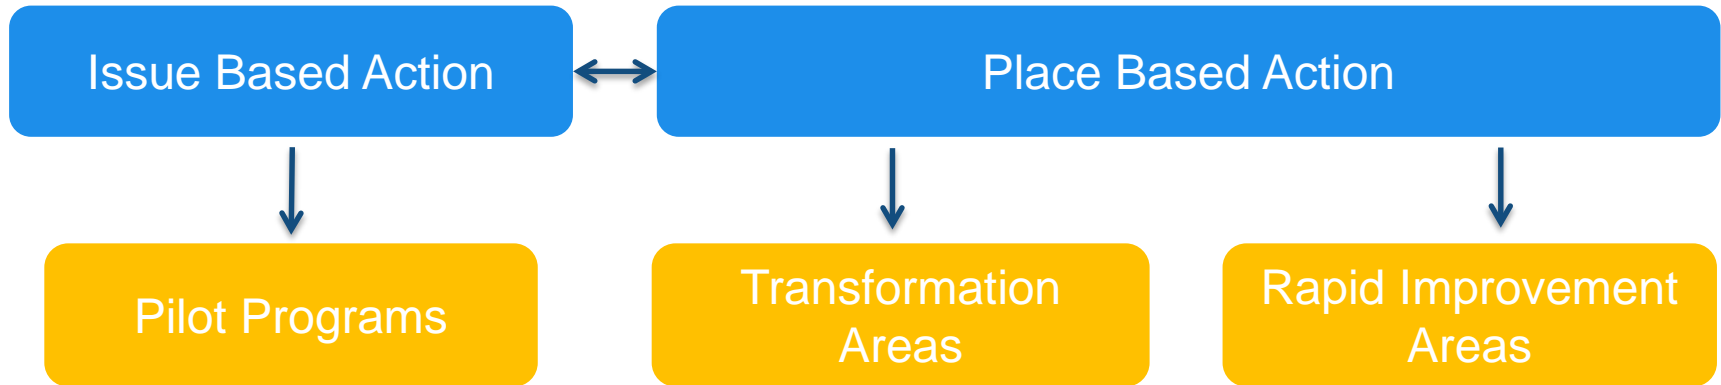 Issue Based Action
Place Based Action
Pilot Programs
Transformation
Areas
Rapid Improvement
Areas